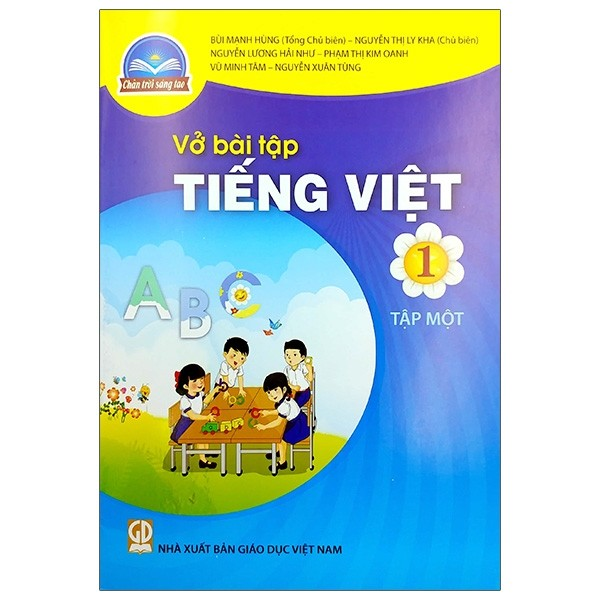 BÙI MẠNH HÙNG (Tổng Chủ biên) – NGUYỄN THỊ LY KHA (Chủ biên)
NGUYỄN LƯƠNG HẢI NHƯ – PHẠM THỊ KIM OANH
VŨ MINH TÂM – NGUYỄN XUÂN TÙNG
Chân trời sáng tạo
Vở bài tập
TIẾNG VIỆT
1
TẬP MỘT
A B C
GD
NHÀ XUẤT BẢN GIÁO DỤC VIỆT NAM